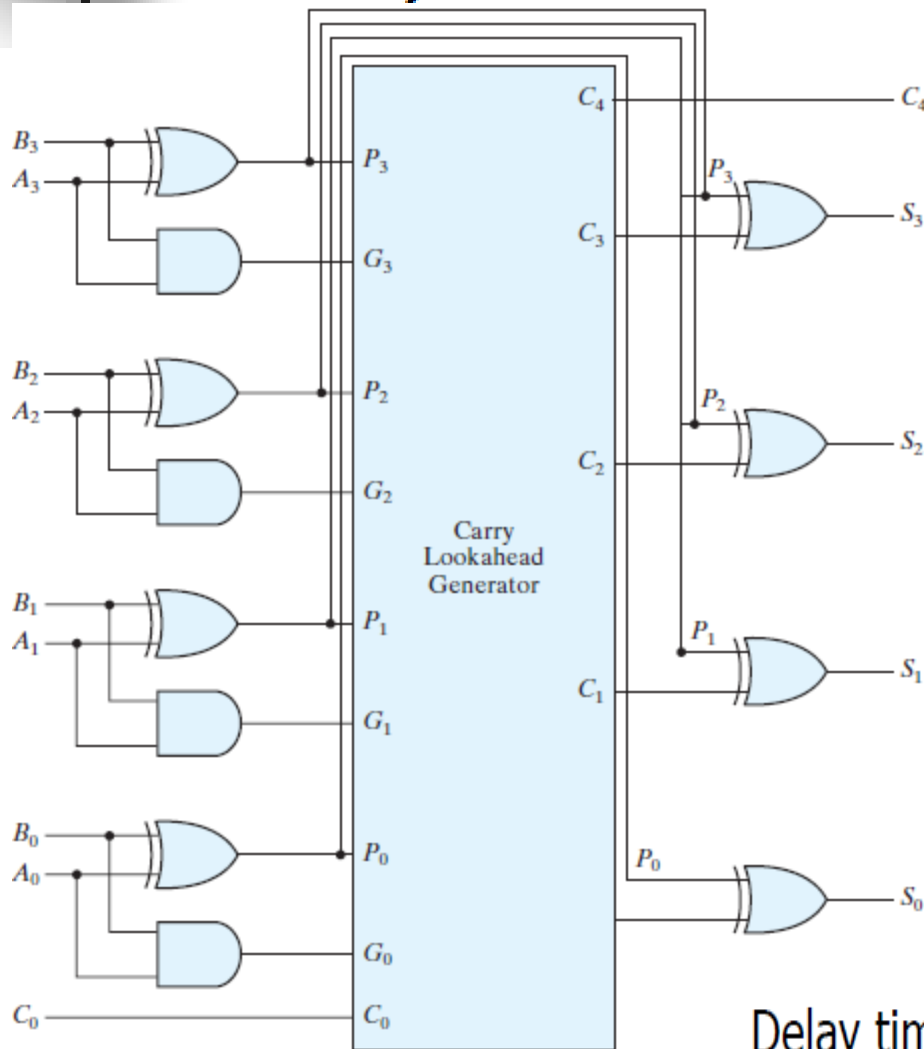 C₄ C₄
B₃
A₃
P₃ P₃
S₃
G₃ C₃
B₂
A₂
P₂ P₂
S₂
C₂
G₂
Carry
Lookahead
Generator
B₁
A₁
P₁ P₁
S₁
C₁
G₁
B₀
A₀
P₀ P₀
S₀
G₀
C₀ C₀
Delay